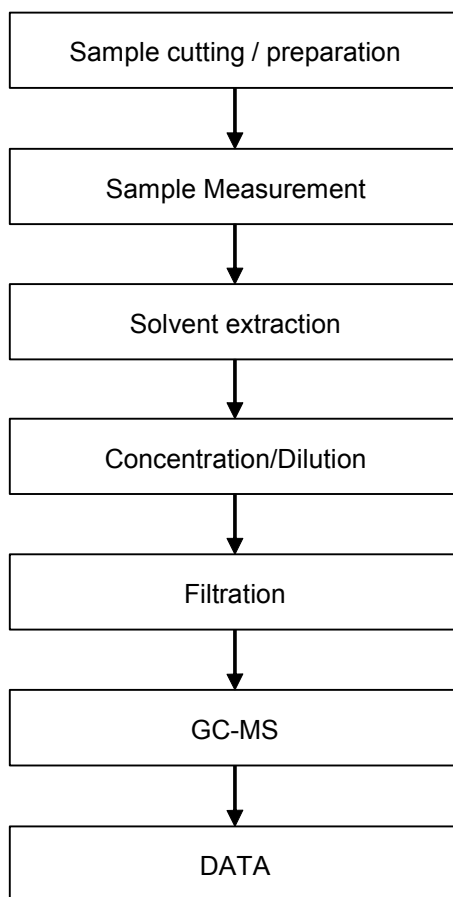 Sample cutting / preparation
Sample Measurement
Solvent extraction
Concentration/Dilution
Filtration
GC-MS
DATA